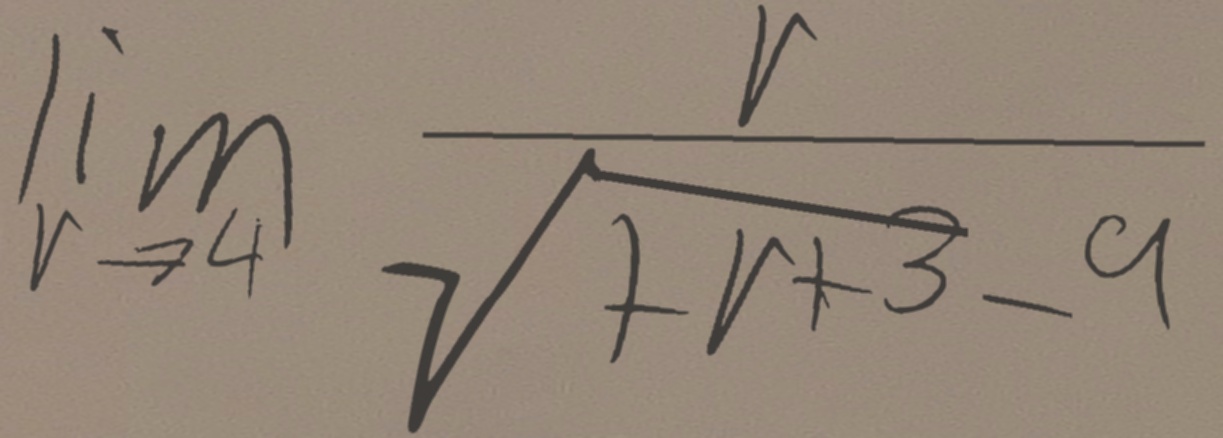 lim r→4 r / √(7r+3) - 9